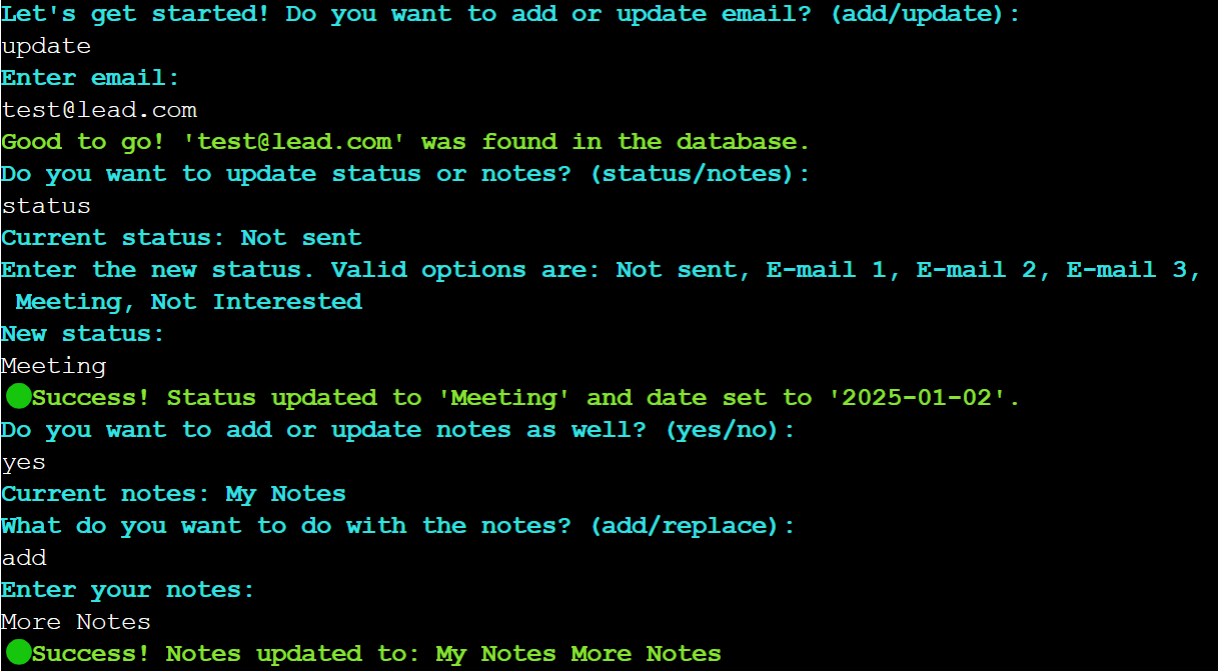 Let's get started! Do you want to add or update email? (add/update):
update
Enter email:
test@lead.com
Good to go! 'test@lead.com' was found in the database.
Do you want to update status or notes? (status/notes):
status
Current status: Not sent
Enter the new status. Valid options are: Not sent, E-mail 1, E-mail 2, E-mail 3,
Meeting, Not Interested
New status:
Meeting
Success! Status updated to 'Meeting' and date set to '2025-01-02'.
Do you want to add or update notes as well? (yes/no):
yes
Current notes: My Notes
What do you want to do with the notes? (add/replace):
add
Enter your notes:
More Notes
Success! Notes updated to: My Notes More Notes